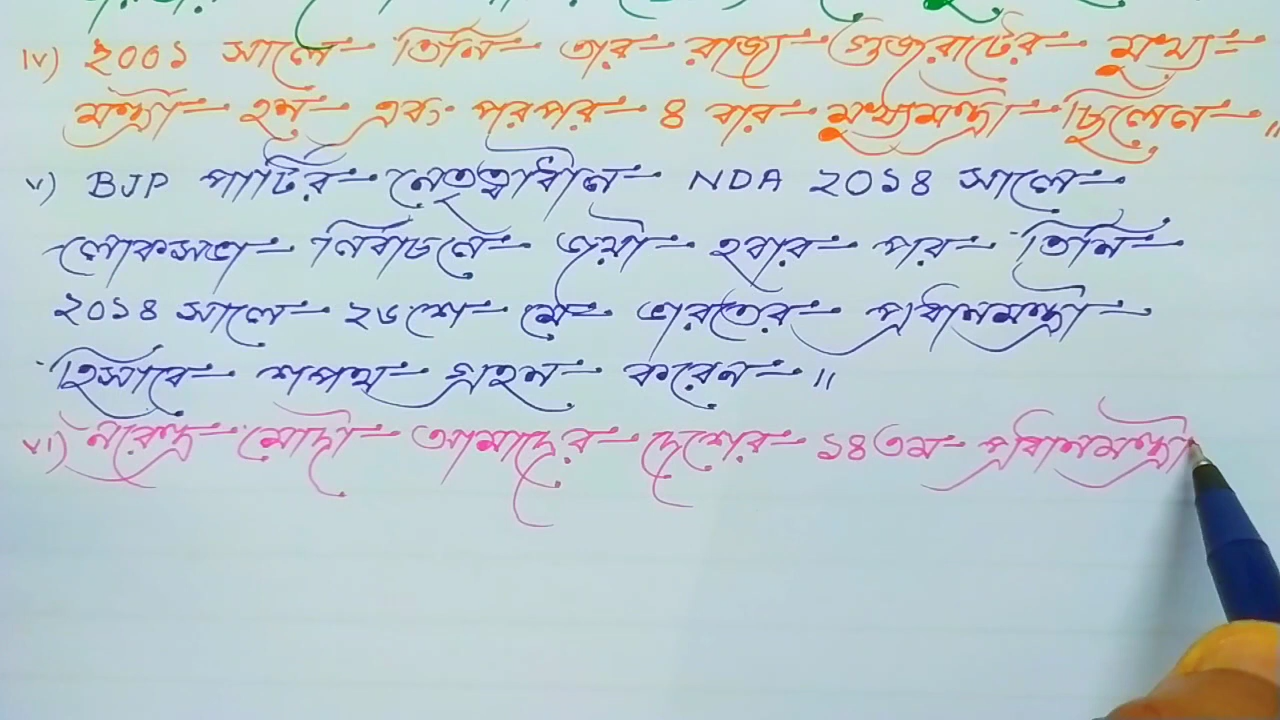 iv) ২০০১ সালে তিনি তার রাজ্য গুজরাটের মুখ্য=
মন্ত্রী হন এবং পরপর ৪ বার মুখ্যমন্ত্রী ছিলেন ॥
v) BJP পার্টির নেতৃত্বাধীন NDA ২০১৪ সালে
লোকসভা নির্বাচনে জয়ী হবার পর তিনি
২০১৪ সালে ২৬শে মে ভারতের প্রধানমন্ত্রী
হিসাবে শপথ গ্রহন করেন ॥
vi) নরেন্দ্র মোদী আমাদের দেশের ১৪তম প্রধানমন্ত্রী